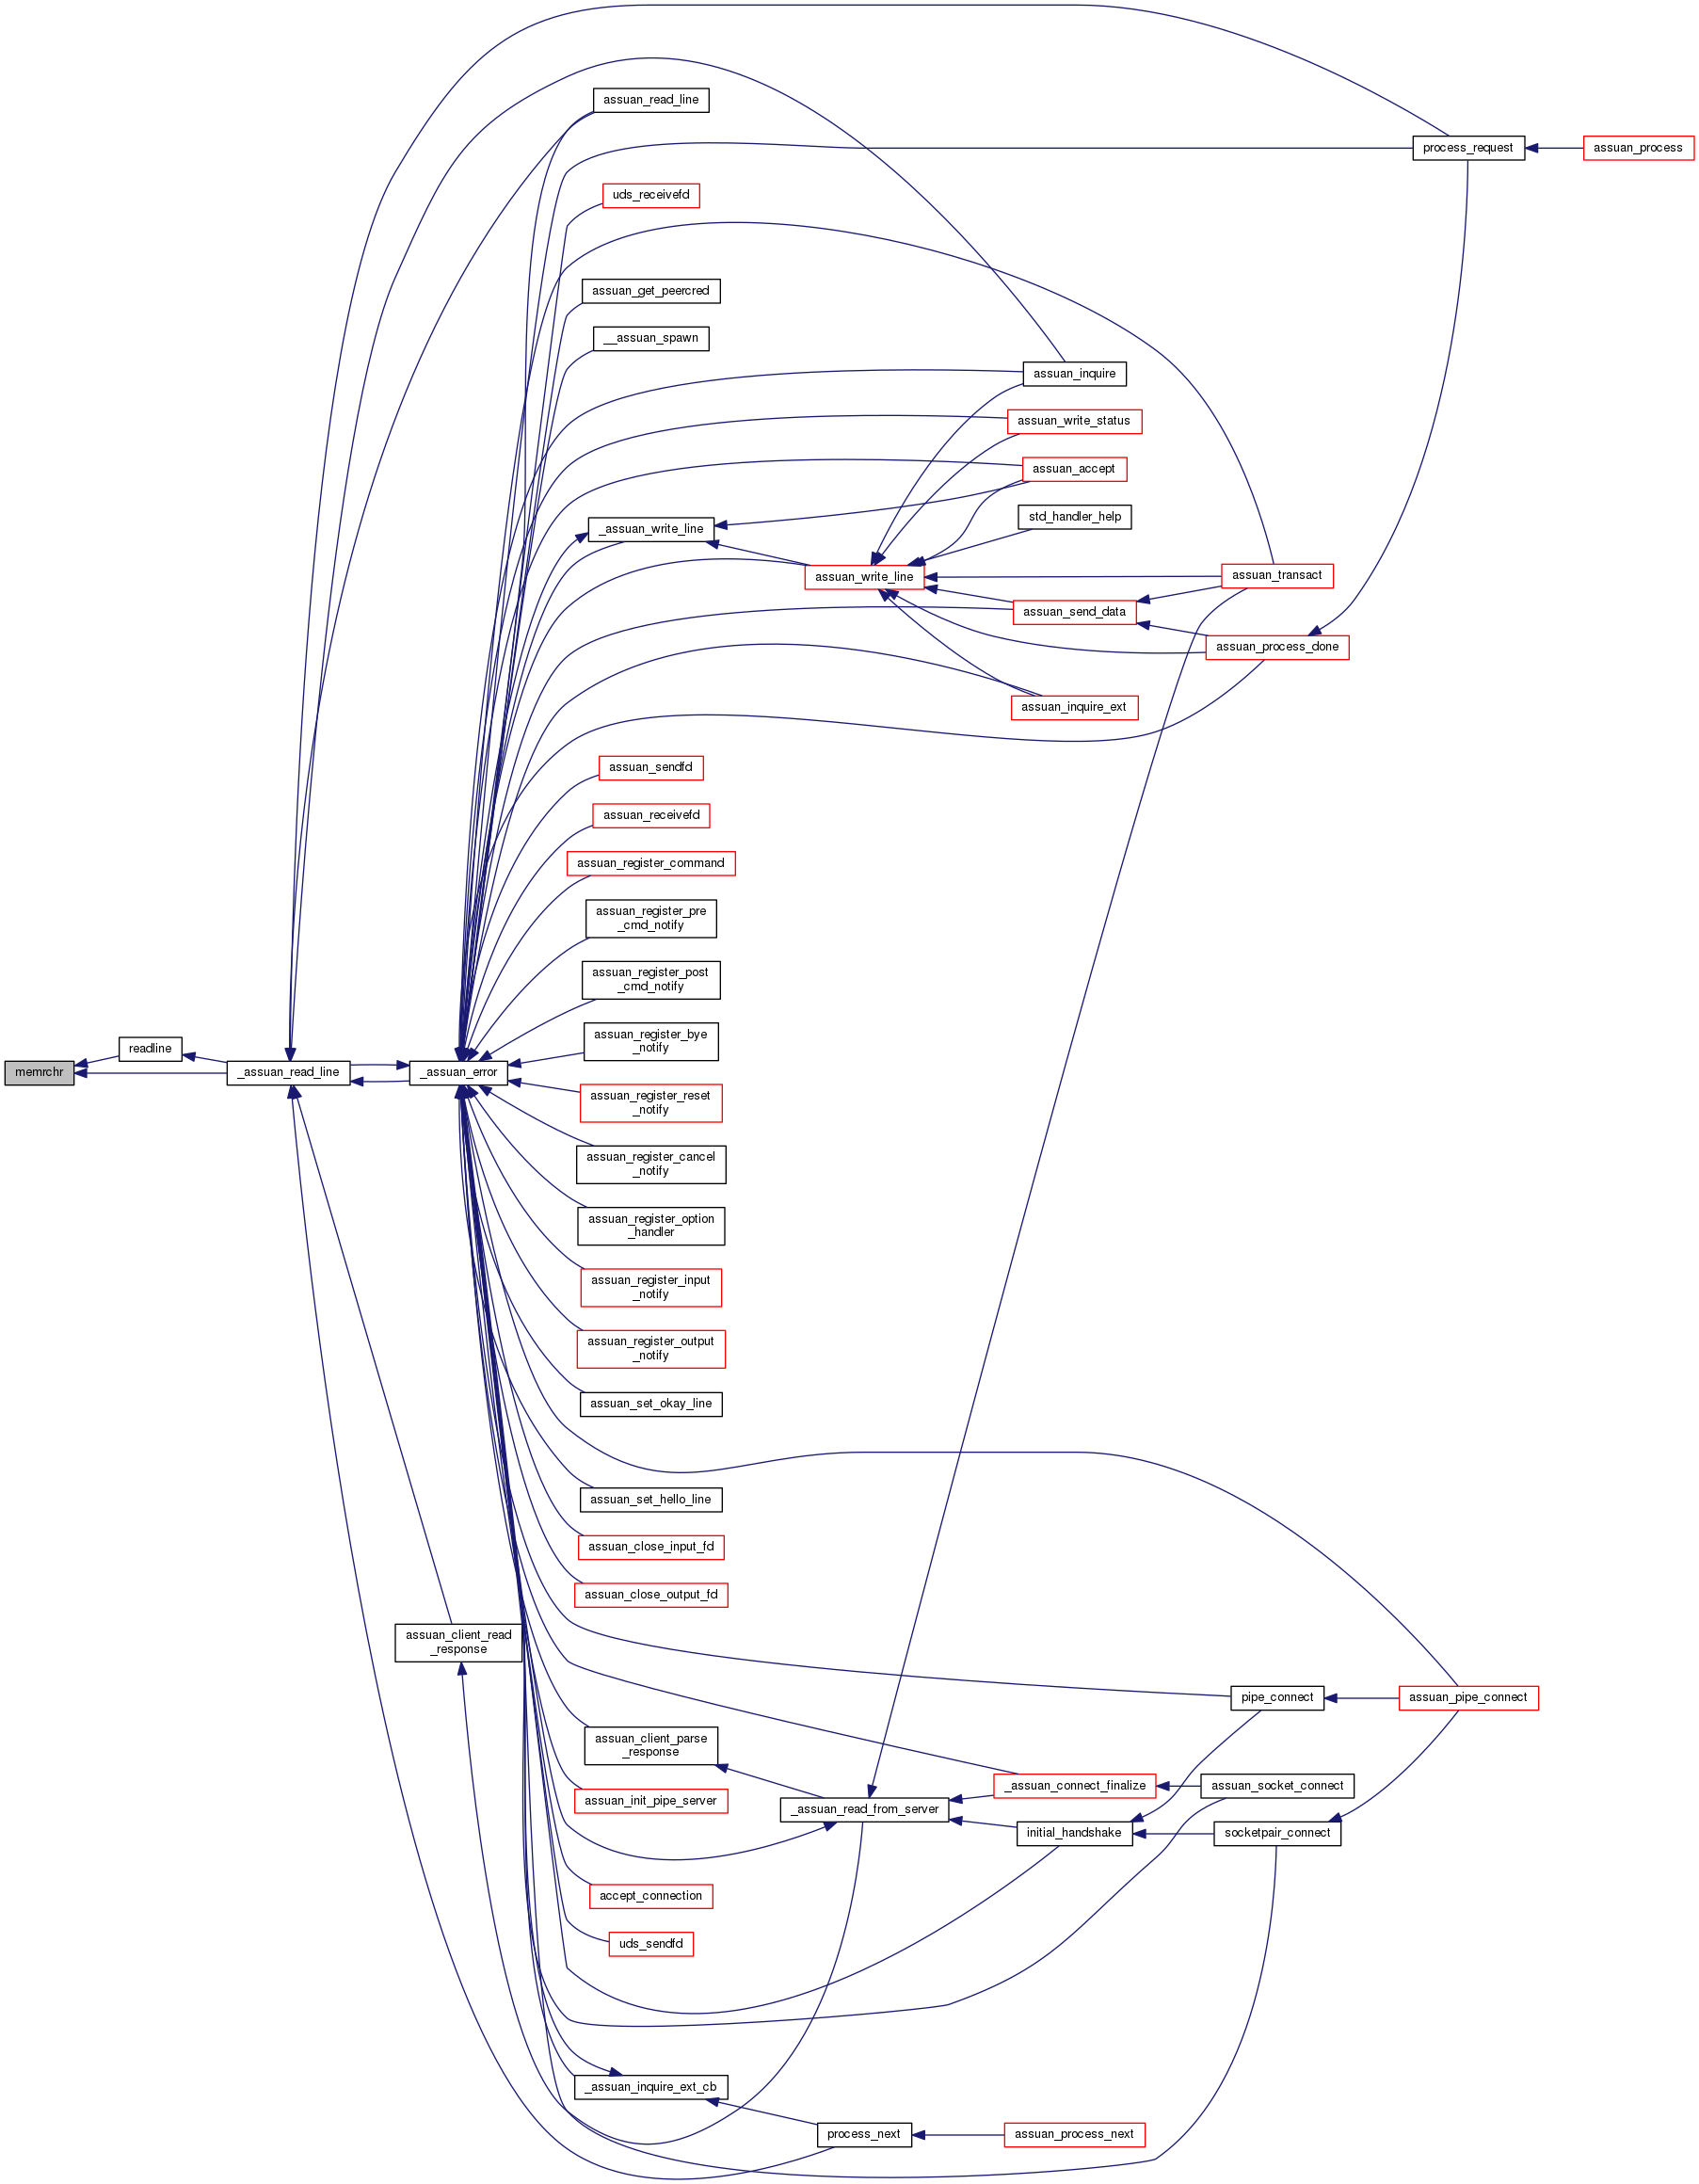 assuan_read_line
process_request
assuan_process
uds_receivefd
assuan_get_peercred
__assuan_spawn
assuan_inquire
assuan_write_status
assuan_accept
std_handler_help
_assuan_write_line
assuan_write_line
assuan_transact
assuan_send_data
assuan_process_done
assuan_inquire_ext
assuan_sendfd
assuan_receivefd
assuan_register_command
assuan_register_pre
_cmd_notify
assuan_register_post
_cmd_notify
assuan_register_bye
_notify
readline
memrchr
_assuan_read_line
_assuan_error
assuan_register_reset
_notify
assuan_register_cancel
_notify
assuan_register_option
_handler
assuan_register_input
_notify
assuan_register_output
_notify
assuan_set_okay_line
assuan_set_hello_line
assuan_close_input_fd
assuan_close_output_fd
assuan_client_read
_response
pipe_connect
assuan_pipe_connect
assuan_client_parse
_response
_assuan_connect_finalize
assuan_socket_connect
assuan_init_pipe_server
_assuan_read_from_server
initial_handshake
socketpair_connect
accept_connection
uds_sendfd
_assuan_inquire_ext_cb
process_next
assuan_process_next